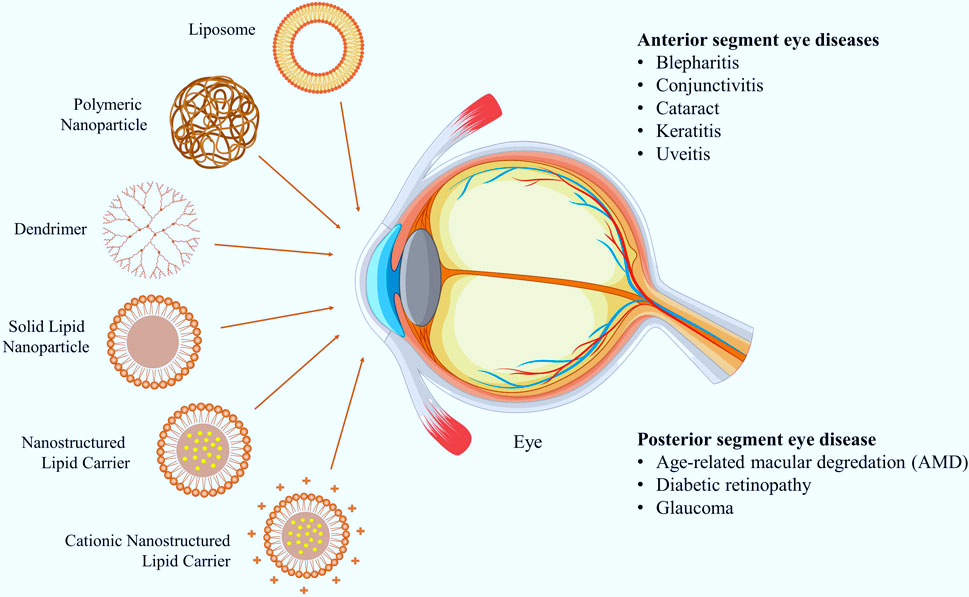 Liposome
Polymeric
Nanoparticle
Dendrimer
Solid Lipid
Nanoparticle
Nanostructured
Lipid Carrier
Cationic Nanostructured
Lipid Carrier
Eye
Anterior segment eye diseases
• Blepharitis
• Conjunctivitis
• Cataract
• Keratitis
• Uveitis
Posterior segment eye disease
• Age-related macular degredation (AMD)
• Diabetic retinopathy
• Glaucoma